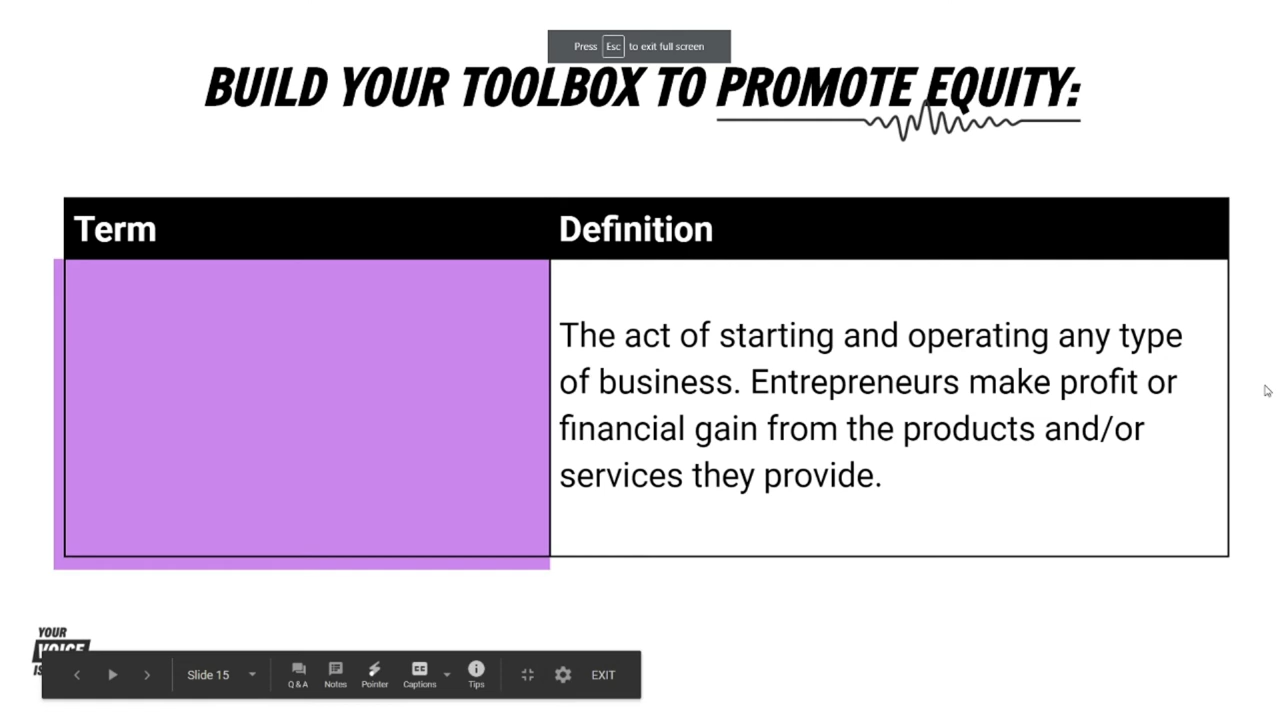 Press Esc to exit full screen
BUILD YOUR TOOLBOX TO PROMOTE EQUITY:
Term
Definition
The act of starting and operating any type
of business. Entrepreneurs make profit or
financial gain from the products and/or
services they provide.
YOUR
VOICE
Slide 15
Q & A
Notes
Pointer
CC
Captions
Tips
EXIT